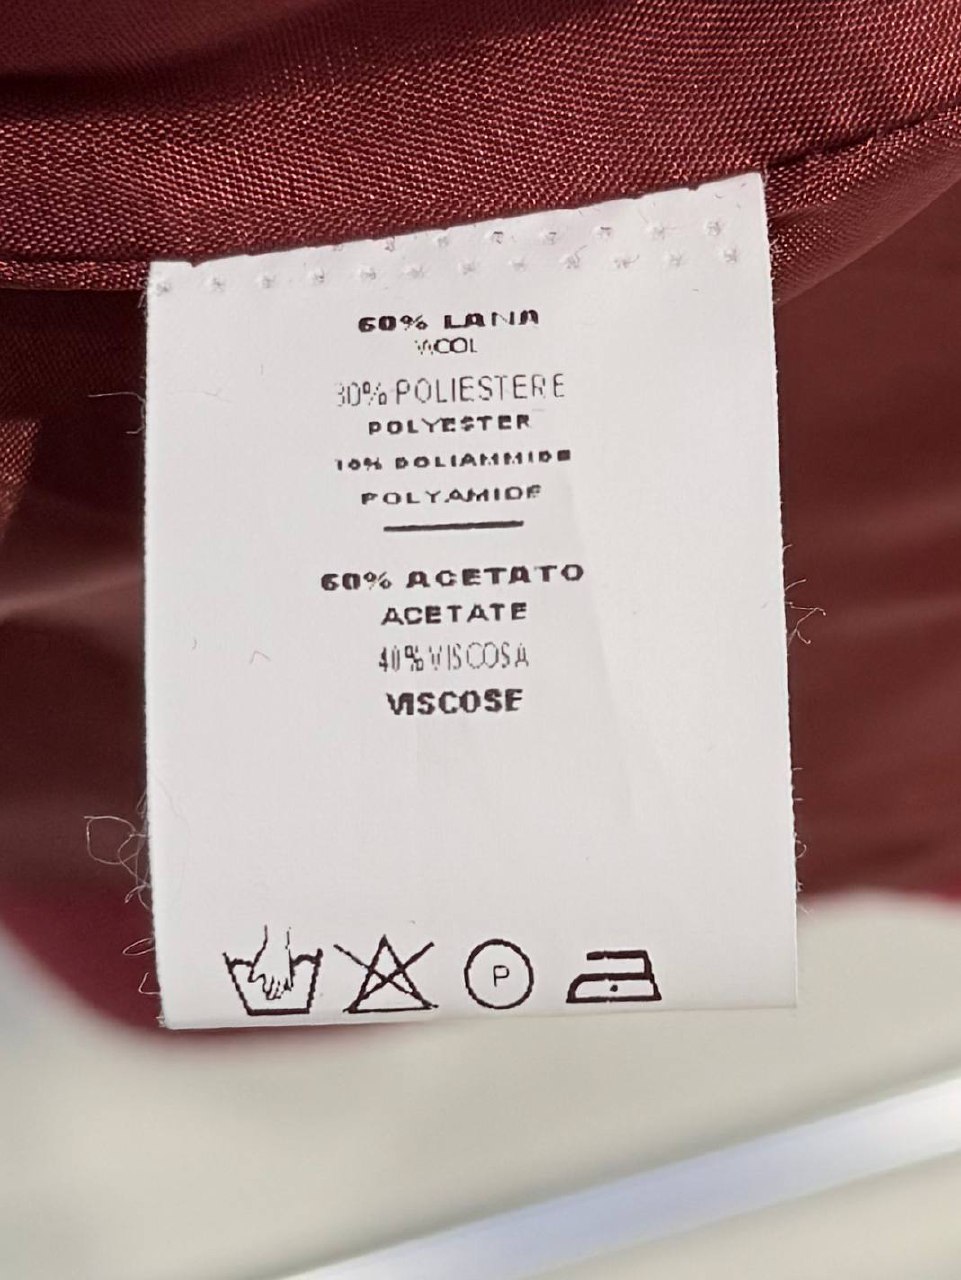 60% LANA
WOOL
30% POLIESTERE
POLYESTER
10% POLIAMMIDE
POLYAMIDE
60% ACETATO
ACETATE
40% VISCOSA
VISCOSE
P